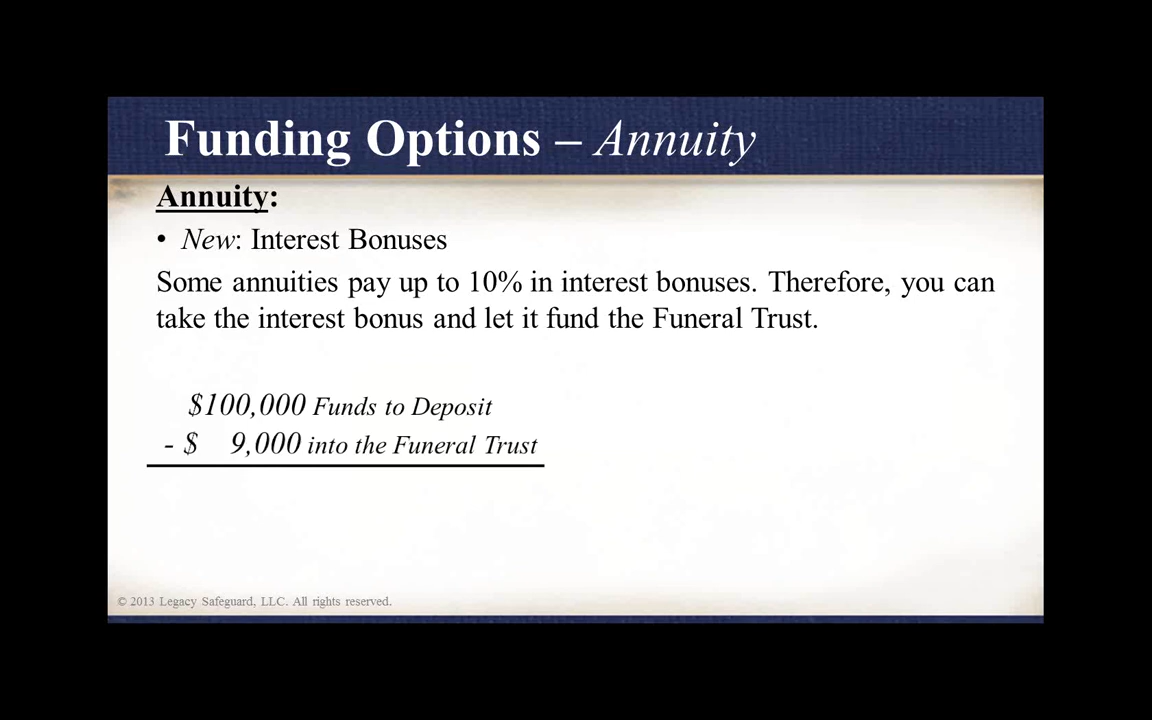 Funding Options – Annuity
Annuity:
• New: Interest Bonuses
Some annuities pay up to 10% in interest bonuses. Therefore, you can
take the interest bonus and let it fund the Funeral Trust.
$100,000 Funds to Deposit
- $ 9,000 into the Funeral Trust
© 2013 Legacy Safeguard, LLC. All rights reserved.